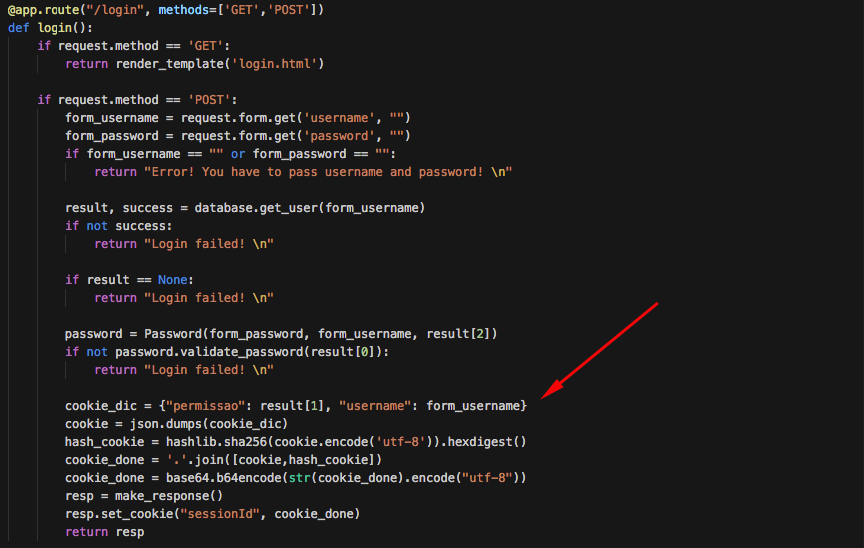 @app.route("/login", methods=['GET','POST'])
def login():
    if request.method == 'GET':
        return render_template('login.html')
    if request.method == 'POST':
        form_username = request.form.get('username', "")
        form_password = request.form.get('password', "")
        if form_username == "" or form_password == "":
            return "Error! You have to pass username and password! \n"
        result, success = database.get_user(form_username)
        if not success:
            return "Login failed! \n"
        if result == None:
            return "Login failed! \n"
        password = Password(form_password, form_username, result[2])
        if not password.validate_password(result[0]):
            return "Login failed! \n"
        cookie_dic = {"permissao": result[1], "username": form_username}
        cookie = json.dumps(cookie_dic)
        hash_cookie = hashlib.sha256(cookie.encode('utf-8')).hexdigest()
        cookie_done = '.'.join([cookie,hash_cookie])
        cookie_done = base64.b64encode(str(cookie_done).encode("utf-8"))
        resp = make_response()
        resp.set_cookie("sessionId", cookie_done)
        return resp